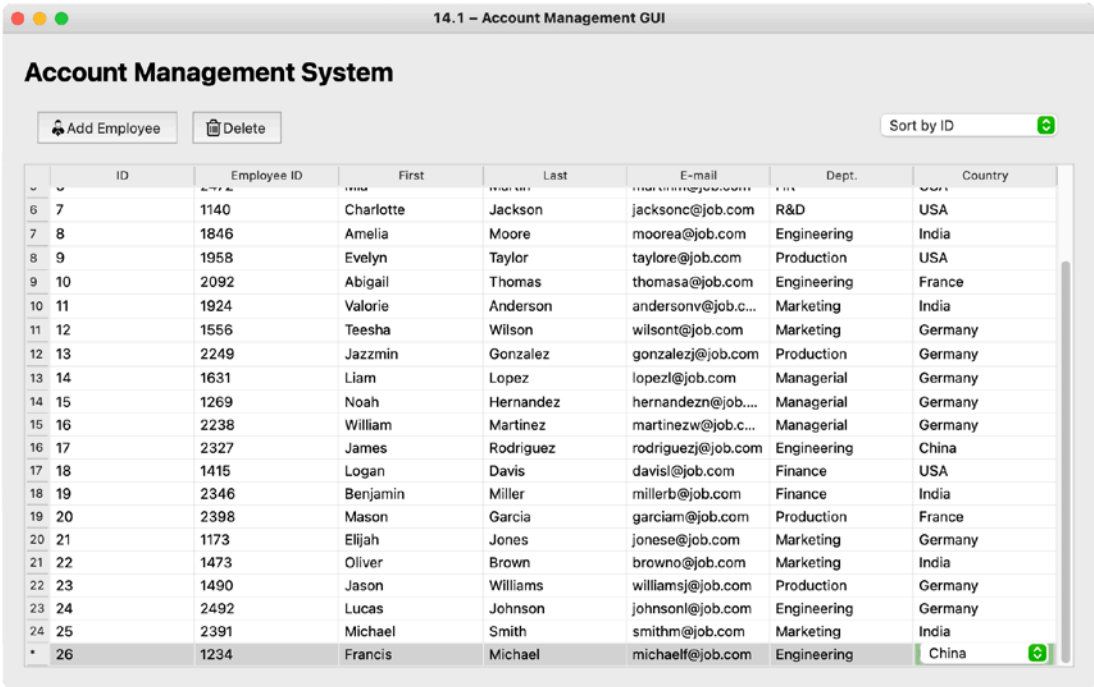 14.1 – Account Management GUI
Account Management System
Add Employee Delete Sort by ID
ID Employee ID First Last E-mail Dept. Country
6 7 1140 Charlotte Jackson jacksonc@job.com R&D USA
7 8 1846 Amelia Moore moorea@job.com Engineering India
8 9 1958 Evelyn Taylor taylore@job.com Production USA
9 10 2092 Abigail Thomas thomasa@job.com Engineering France
10 11 1924 Valorie Anderson andersonv@job.c... Marketing India
11 12 1556 Teesha Wilson wilsont@job.com Marketing Germany
12 13 2249 Jazzmin Gonzalez gonzalezj@job.com Production Germany
13 14 1631 Liam Lopez lopezl@job.com Managerial Germany
14 15 1269 Noah Hernandez hernandezn@job.... Managerial Germany
15 16 2238 William Martinez martinezw@job.c... Managerial Germany
16 17 2327 James Rodriguez rodriguezj@job.com Engineering China
17 18 1415 Logan Davis davisl@job.com Finance USA
18 19 2346 Benjamin Miller millerb@job.com Finance India
19 20 2398 Mason Garcia garciam@job.com Production France
20 21 1173 Elijah Jones jonese@job.com Marketing Germany
21 22 1473 Oliver Brown browno@job.com Marketing India
22 23 1490 Jason Williams williamsj@job.com Production Germany
23 24 2492 Lucas Johnson johnsonl@job.com Engineering Germany
24 25 2391 Michael Smith smithm@job.com Marketing India
* 26 1234 Francis Michael michaelf@job.com Engineering China